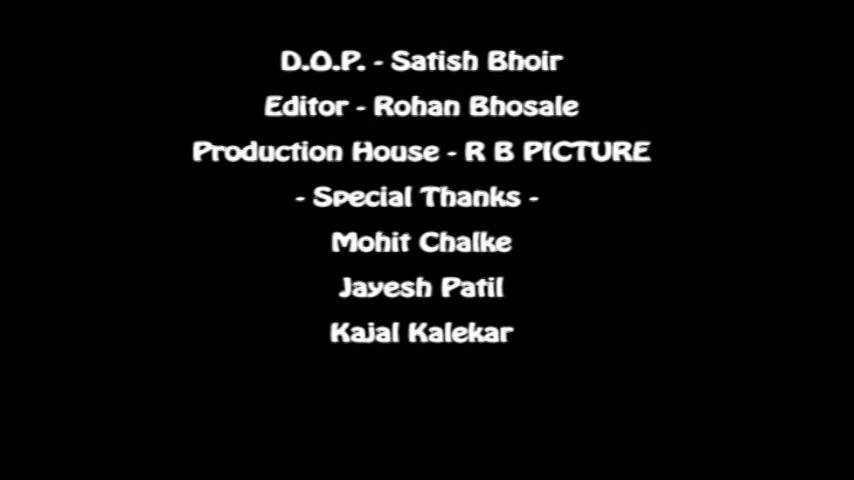 D.O.P. - Satish Bhoir
Editor - Rohan Bhosale
Production House - R B PICTURE
- Special Thanks -
Mohit Chalke
Jayesh Patil
Kajal Kalekar